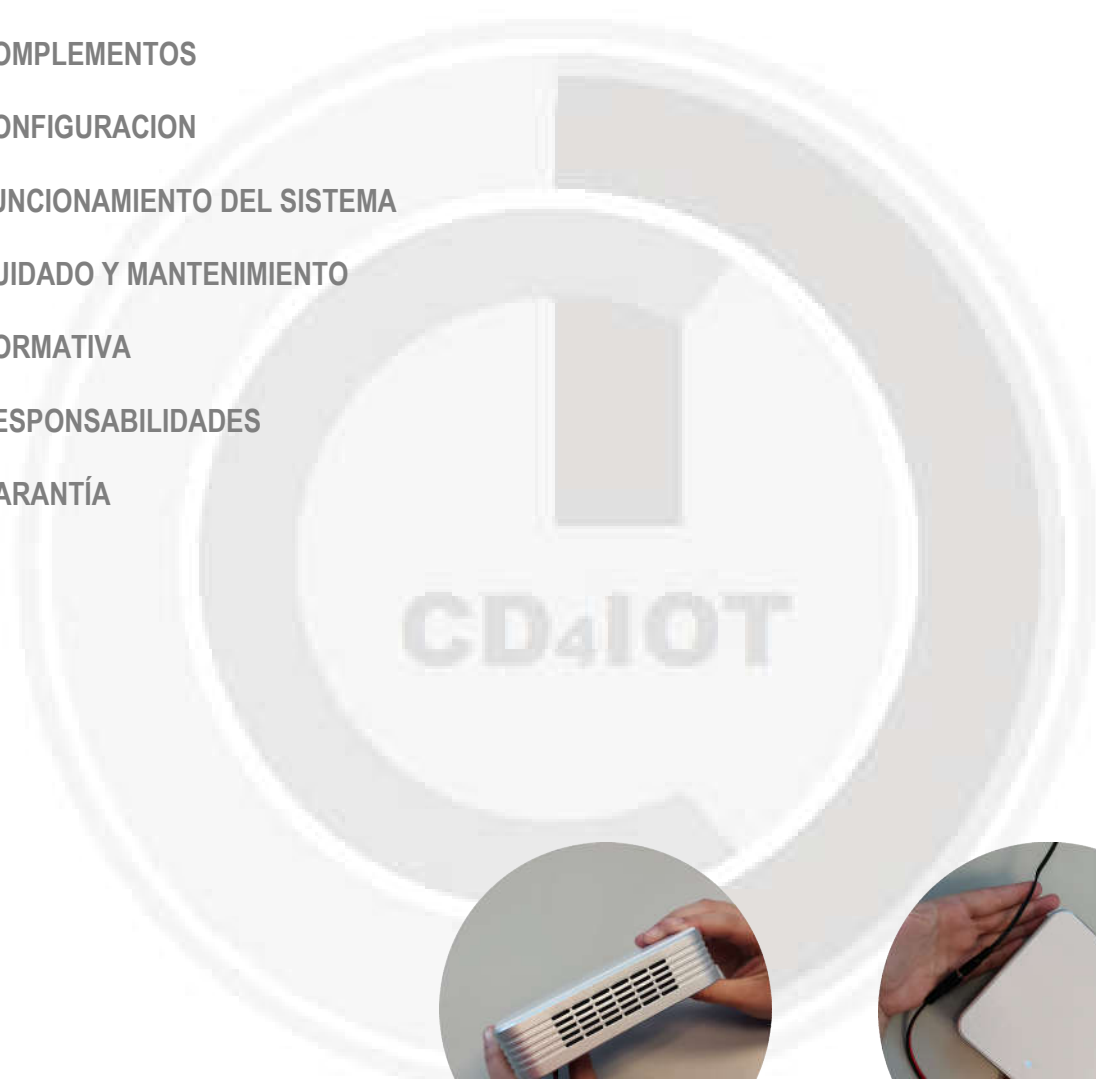 OMPLEMENTOS
ONFIGURACION
UNCIONAMIENTO DEL SISTEMA
UIDADO Y MANTENIMIENTO
ORMATIVA
ESPONSABILIDADES
ARANTÍA
CD4IOT